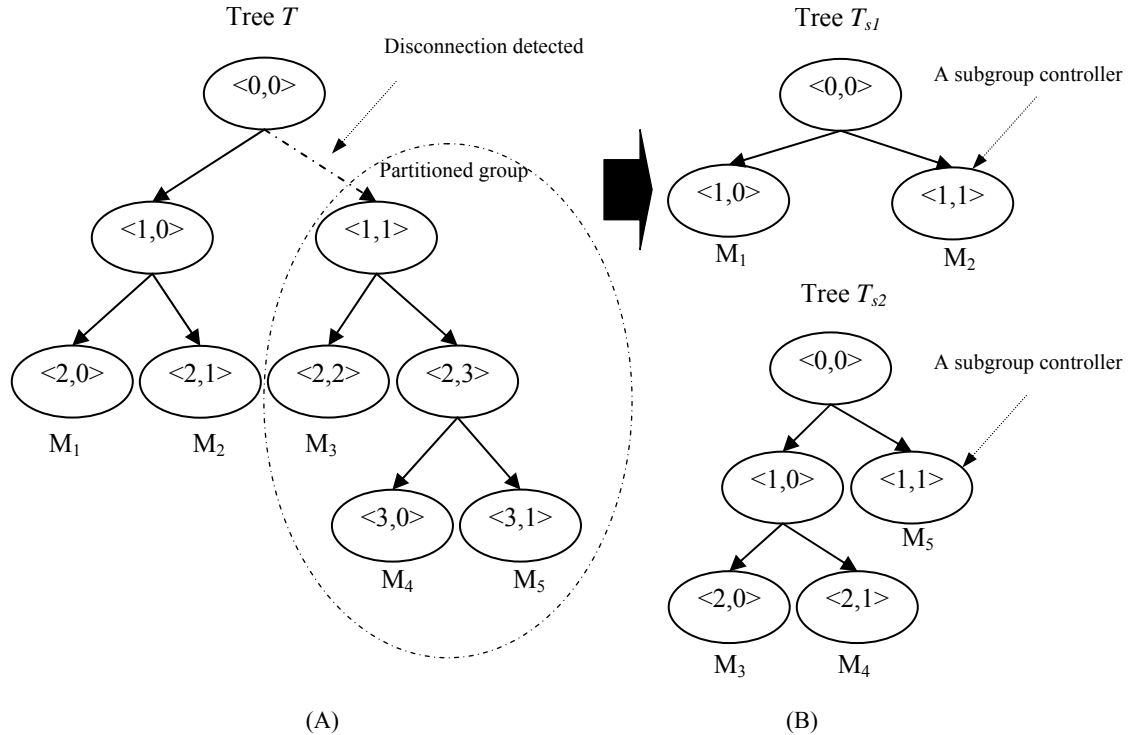 Tree T
Disconnection detected
<0,0>
Partitioned group
<1,0>
<1,1>
<2,0>
<2,1>
<2,2>
<2,3>
M1
M2
M3
<3,0>
<3,1>
M4
M5
(A)
Tree Ts1
A subgroup controller
<0,0>
<1,0>
<1,1>
M1
M2
Tree Ts2
<0,0>
A subgroup controller
<1,0>
<1,1>
M5
<2,0>
<2,1>
M3
M4
(B)